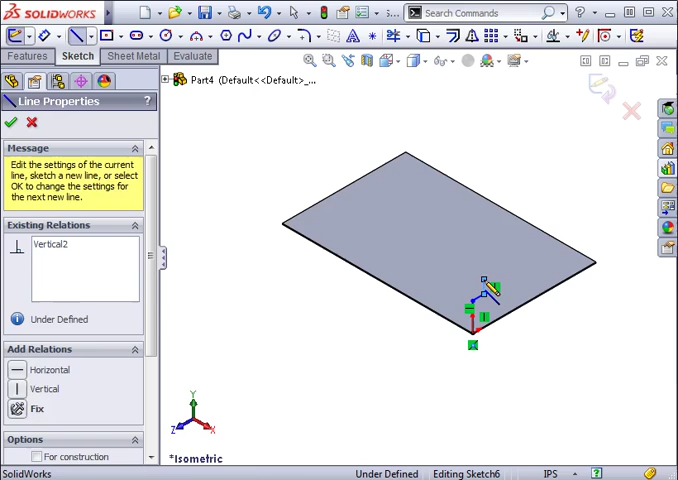 SOLIDWORKS
s...
Search Commands
Features
Sketch
Sheet Metal
Evaluate
Line Properties
?
Part4 (Default<<Default>_...
Message
Edit the settings of the current
line, sketch a new line, or select
OK to change the settings for
the next new line.
Existing Relations
Vertical2
Under Defined
Add Relations
Horizontal
Vertical
Fix
Options
For construction
Y
Z
X
*Isometric
SolidWorks
Under Defined
Editing Sketch6
IPS
?